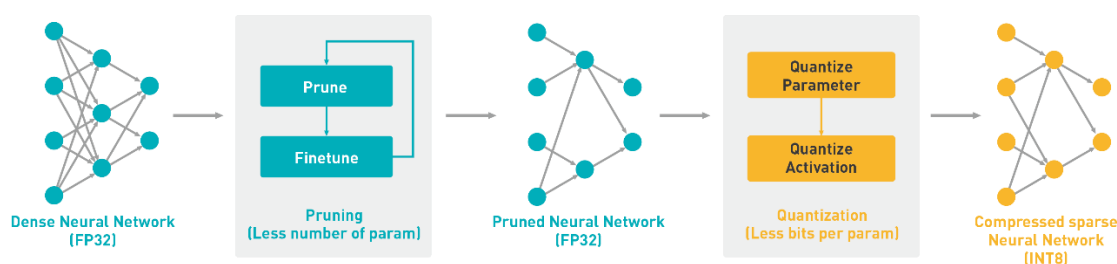 Prune
Finetune
Quantize
Parameter
Quantize
Activation
Dense Neural Network
(FP32)
Pruning
(Less number of param)
Pruned Neural Network
(FP32)
Quantization
(Less bits per param)
Compressed sparse
Neural Network
(INT8)